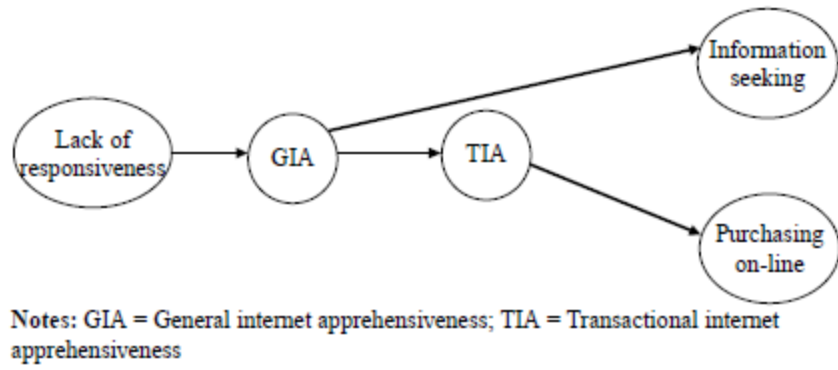 Information
seeking
Lack of
responsiveness
GIA
TIA
Purchasing
on-line
Notes: GIA = General internet apprehensiveness; TIA = Transactional internet
apprehensiveness